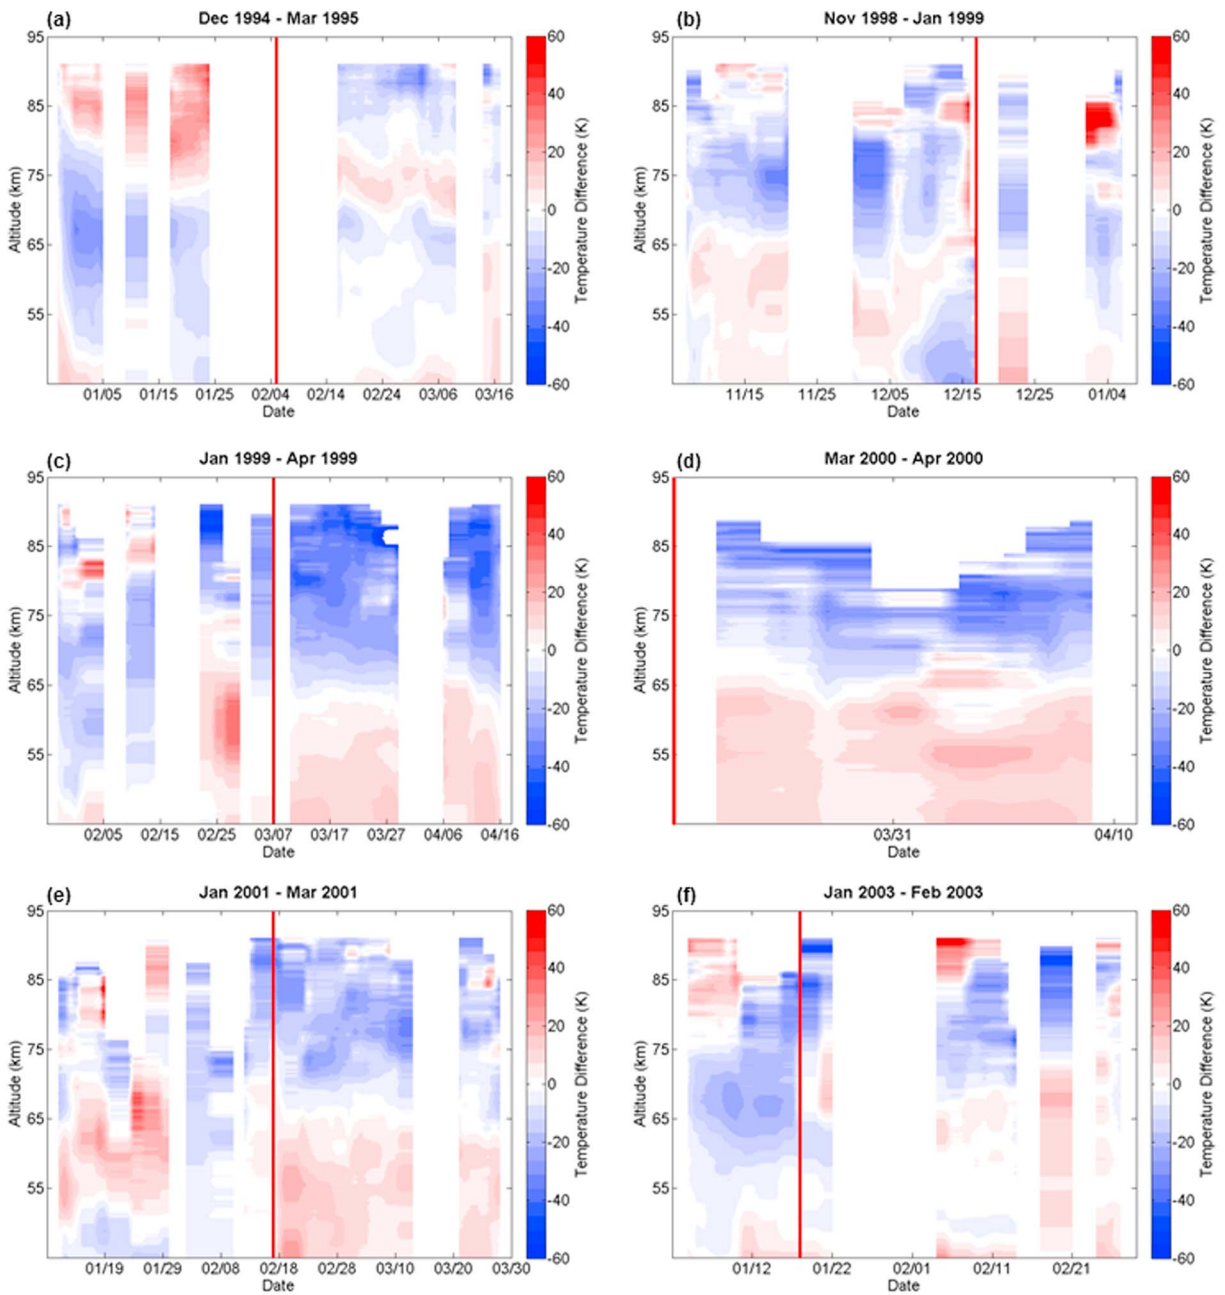 (a) Dec 1994 - Mar 1995
95
85
75
65
55
Altitude (km)
01/05 01/15 01/25 02/04 02/14 02/24 03/06 03/16
Date
60
40
20
0
-20
-40
-60
Temperature Difference (K)
(b) Nov 1998 - Jan 1999
95
85
75
65
55
Altitude (km)
11/15 11/25 12/05 12/15 12/25 01/04
Date
60
40
20
0
-20
-40
-60
Temperature Difference (K)
(c) Jan 1999 - Apr 1999
95
85
75
65
55
Altitude (km)
02/05 02/15 02/25 03/07 03/17 03/27 04/06 04/16
Date
60
40
20
0
-20
-40
-60
Temperature Difference (K)
(d) Mar 2000 - Apr 2000
95
85
75
65
55
Altitude (km)
03/31 04/10
Date
60
40
20
0
-20
-40
-60
Temperature Difference (K)
(e) Jan 2001 - Mar 2001
95
85
75
65
55
Altitude (km)
01/19 01/29 02/08 02/18 02/28 03/10 03/20 03/30
Date
60
40
20
0
-20
-40
-60
Temperature Difference (K)
(f) Jan 2003 - Feb 2003
95
85
75
65
55
Altitude (km)
01/12 01/22 02/01 02/11 02/21
Date
60
40
20
0
-20
-40
-60
Temperature Difference (K)